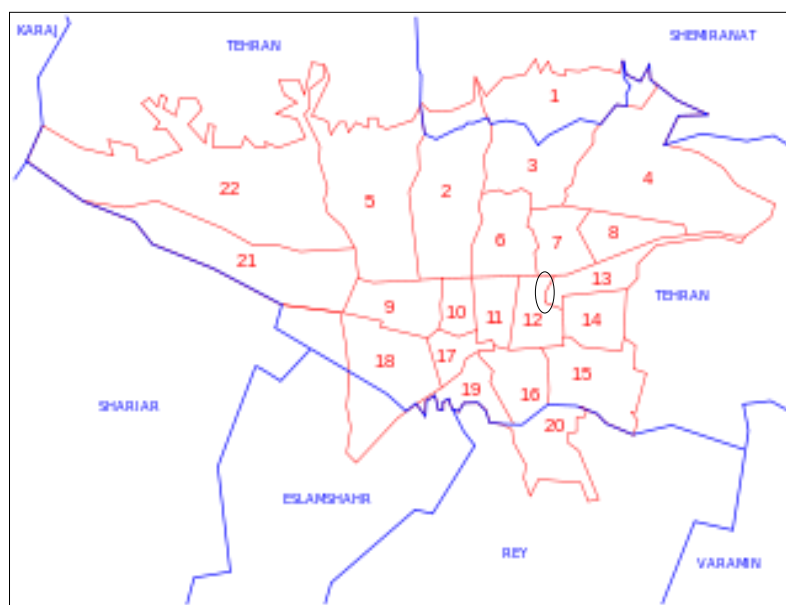 KARAJ
TEHRAN
SHEMIRANAT
1
3
4
22
5
2
6
7
8
21
13
TEHRAN
9
10
11
12
14
18
17
15
19
16
SHARIAR
20
ESLAMSHAHR
REY
VARAMIN